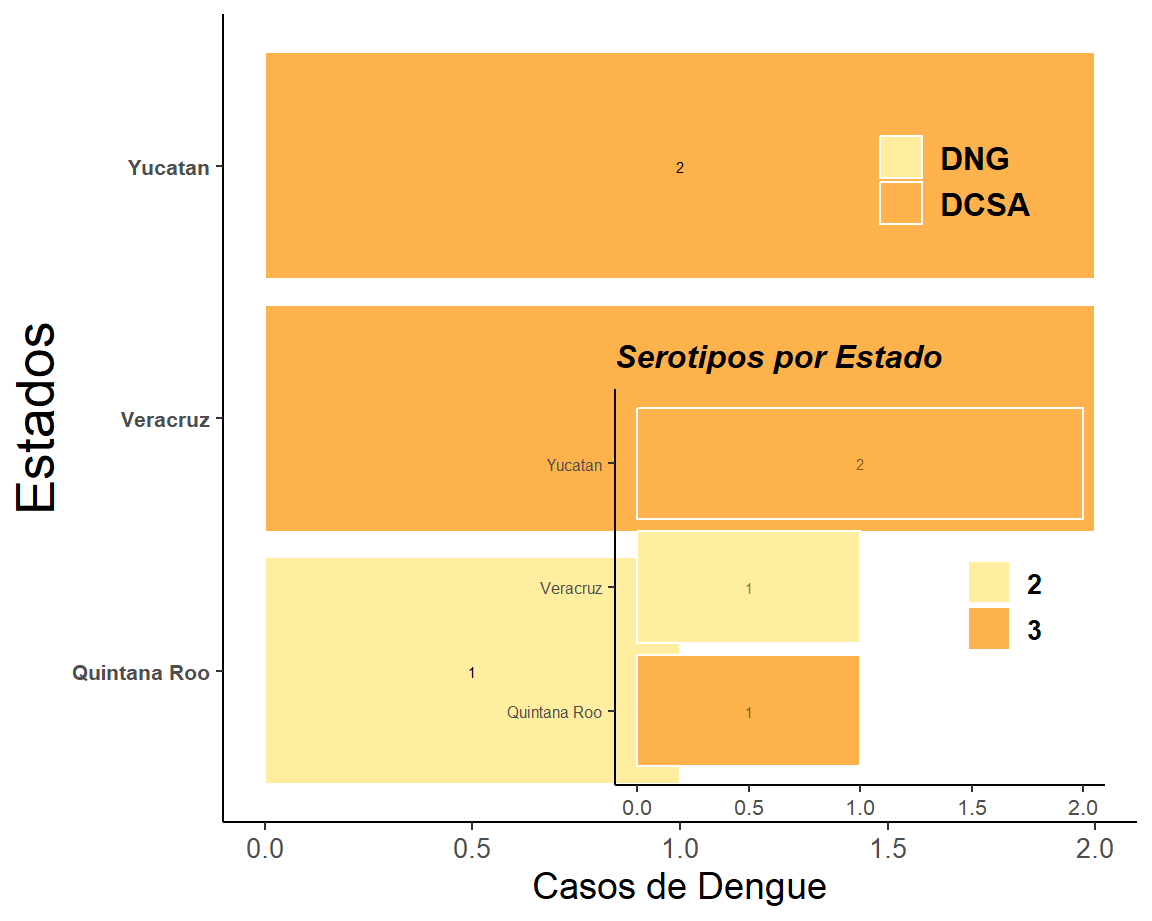 Estados
Yucatan
2
DNG
DCSA
Veracruz
Serotipos por Estado
Yucatan
2
Veracruz
1
2
3
Quintana Roo
1
Quintana Roo
1
0.0 0.5 1.0 1.5 2.0
0.0 0.5 1.0 1.5 2.0
Casos de Dengue